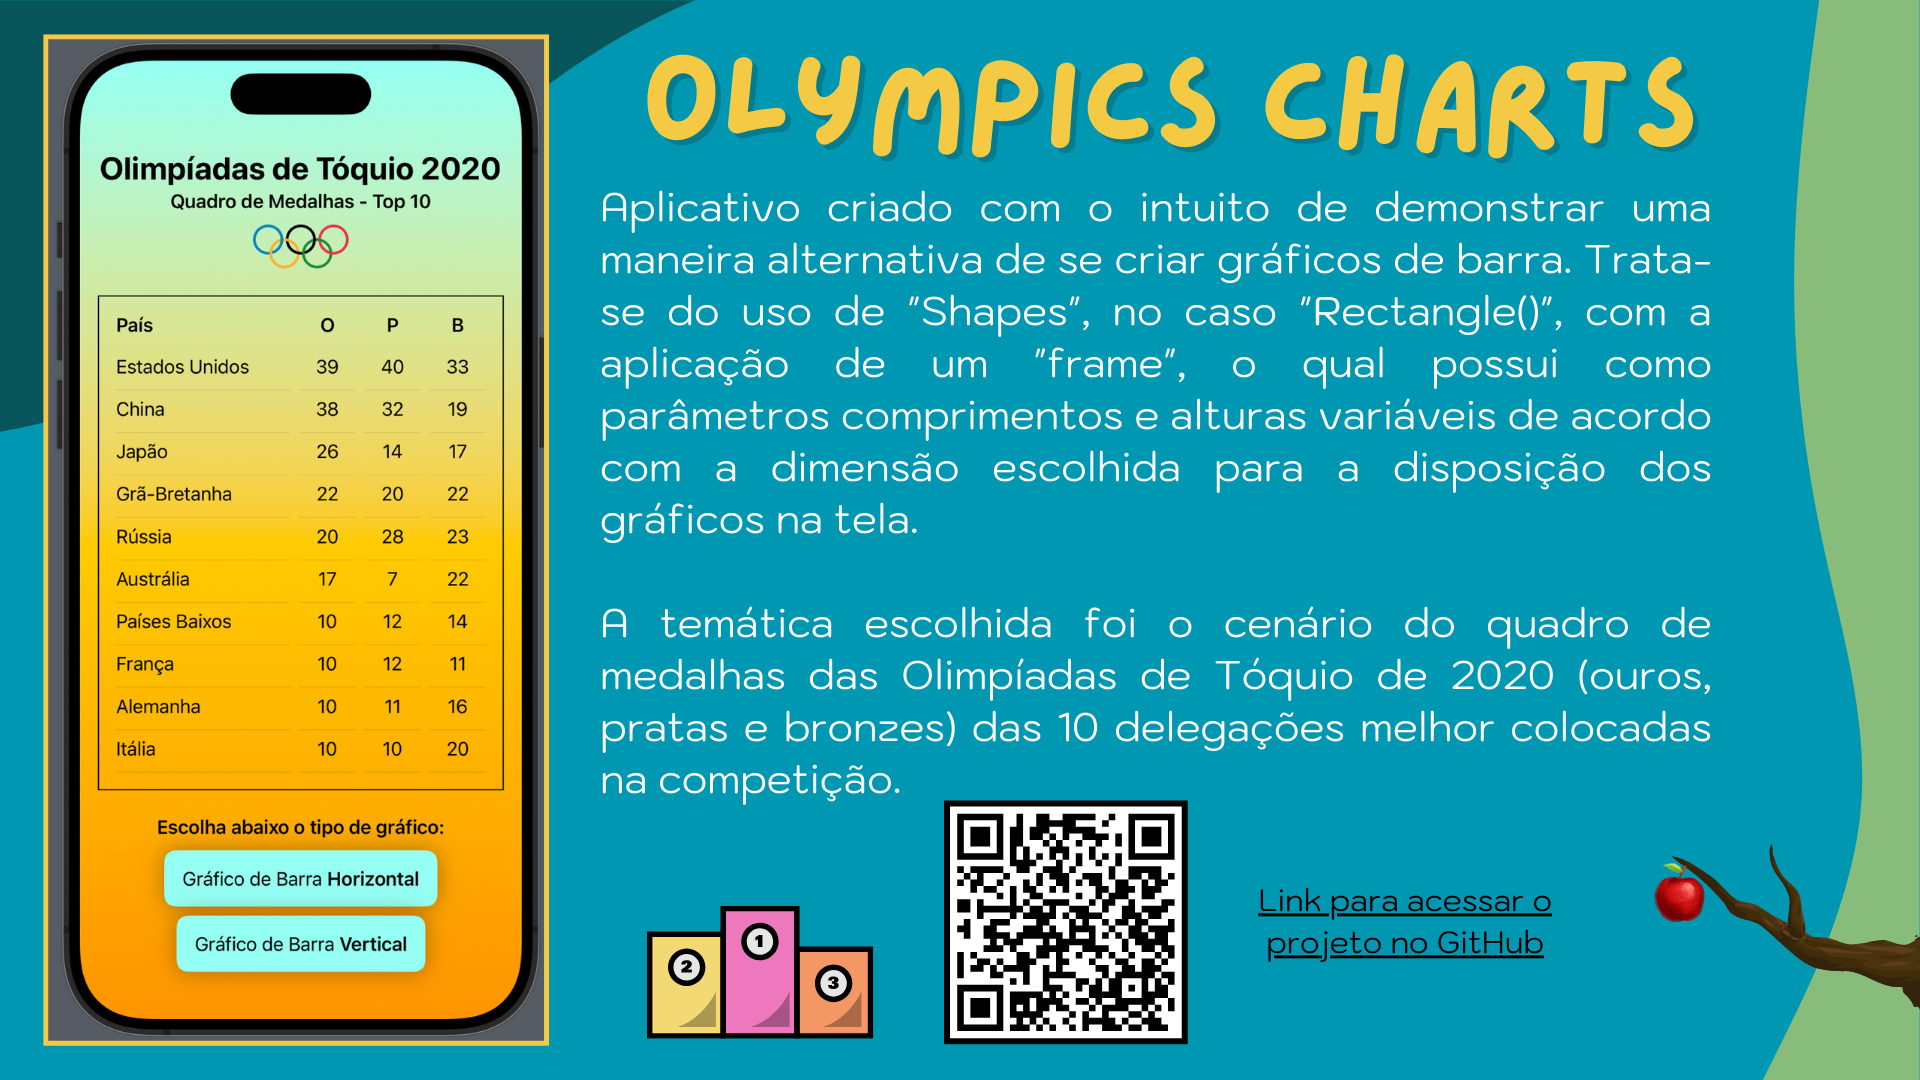 Olimpíadas de Tóquio 2020
Quadro de Medalhas - Top 10
País O P B
Estados Unidos 39 40 33
China 38 32 19
Japão 26 14 17
Grã-Bretanha 22 20 22
Rússia 20 28 23
Austrália 17 7 22
Países Baixos 10 12 14
França 10 12 11
Alemanha 10 11 16
Itália 10 10 20
Escolha abaixo o tipo de gráfico:
Gráfico de Barra Horizontal
Gráfico de Barra Vertical
OLYMPICS CHARTS
Aplicativo criado com o intuito de demonstrar uma
maneira alternativa de se criar gráficos de barra. Trata-
se do uso de "Shapes", no caso "Rectangle()", com a
aplicação de um "frame", o qual possui como
parâmetros comprimentos e alturas variáveis de acordo
com a dimensão escolhida para a disposição dos
gráficos na tela.
A temática escolhida foi o cenário do quadro de
medalhas das Olimpíadas de Tóquio de 2020 (ouros,
pratas e bronzes) das 10 delegações melhor colocadas
na competição.
2 1 3
Link para acessar o
projeto no GitHub